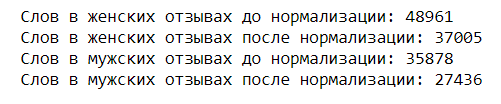 Слов в женских отзывах до нормализации: 48961
Слов в женских отзывах после нормализации: 37005
Слов в мужских отзывах до нормализации: 35878
Слов в мужских отзывах после нормализации: 27436